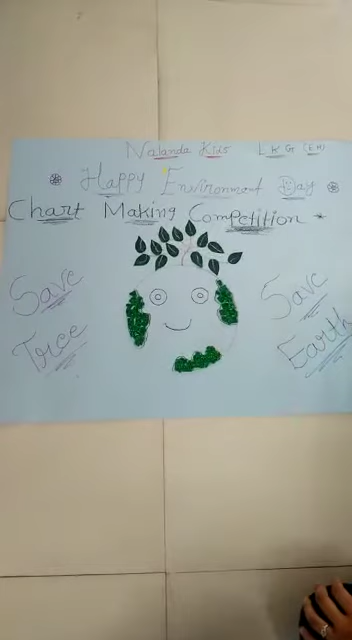 Nalanda Kids LKG (EM)
Happy Environment Day
Chart Making Competition
Save Tree
Save Earth